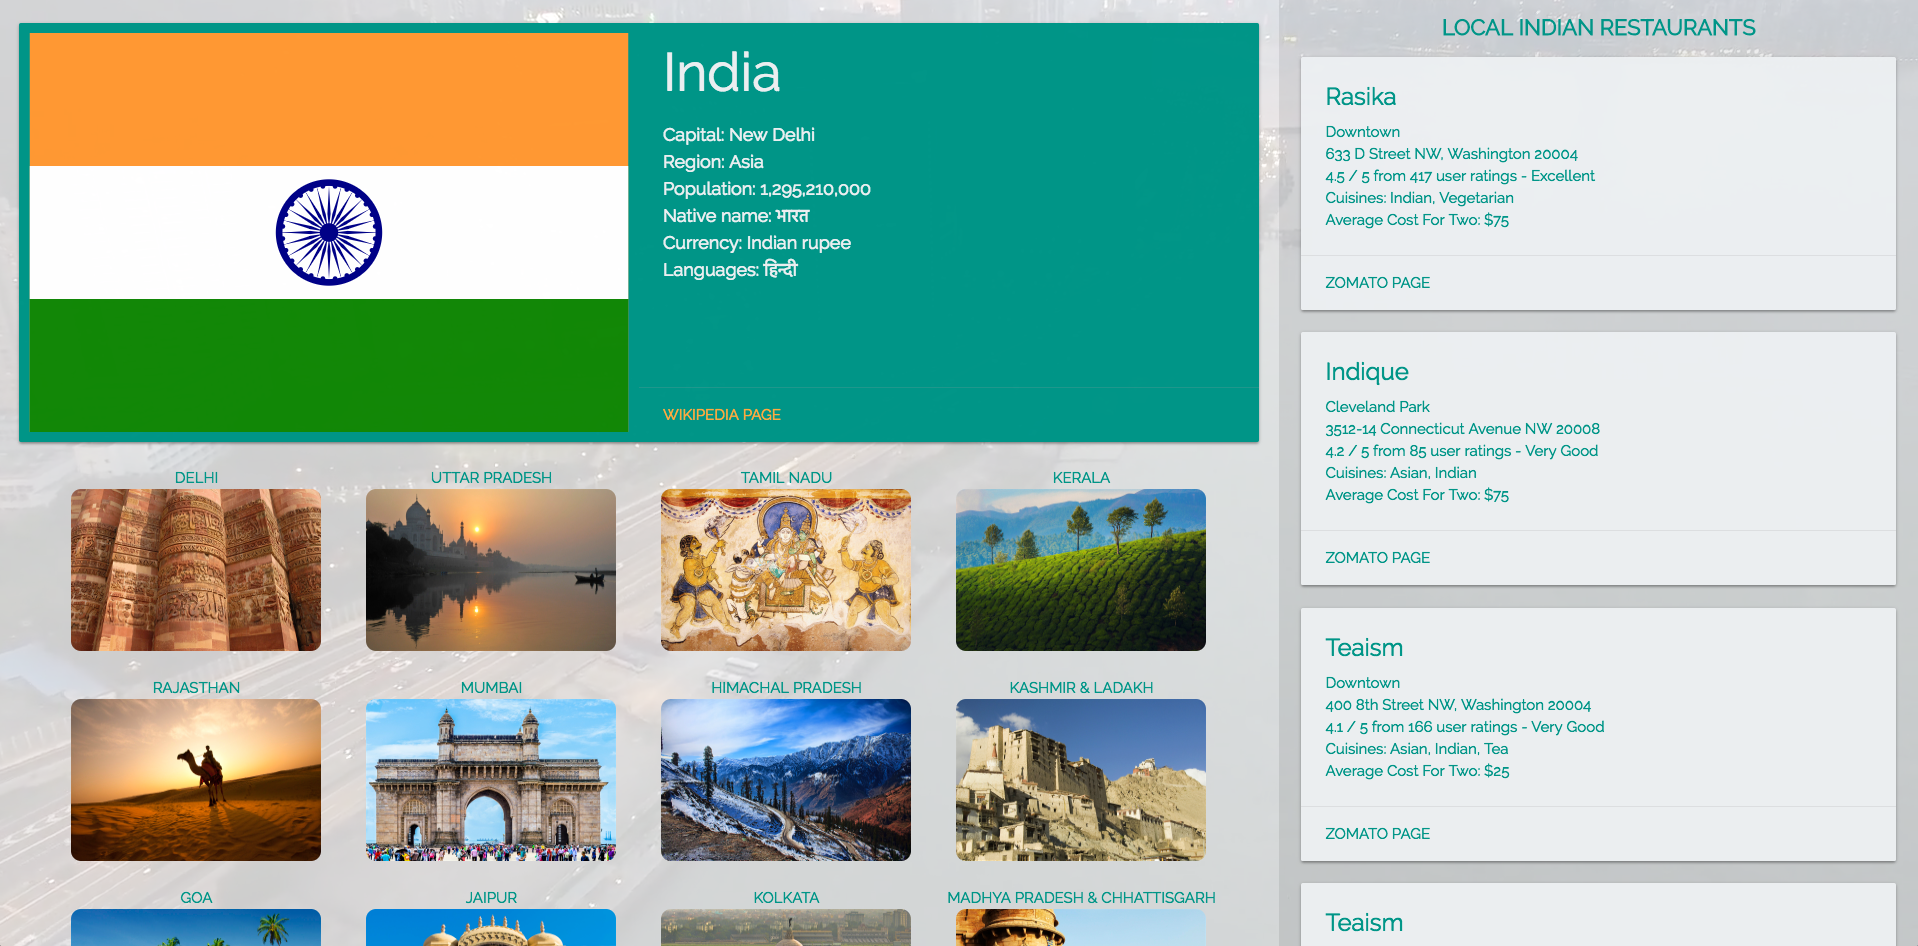 India
Capital: New Delhi
Region: Asia
Population: 1,295,210,000
Native name: भारत
Currency: Indian rupee
Languages: हिन्दी
WIKIPEDIA PAGE
DELHI
UTTAR PRADESH
TAMIL NADU
KERALA
RAJASTHAN
MUMBAI
HIMACHAL PRADESH
KASHMIR & LADAKH
GOA
JAIPUR
KOLKATA
MADHYA PRADESH & CHHATTISGARH
LOCAL INDIAN RESTAURANTS
Rasika
Downtown
633 D Street NW, Washington 20004
4.5 / 5 from 417 user ratings - Excellent
Cuisines: Indian, Vegetarian
Average Cost For Two: $75
ZOMATO PAGE
Indique
Cleveland Park
3512-14 Connecticut Avenue NW 20008
4.2 / 5 from 85 user ratings - Very Good
Cuisines: Asian, Indian
Average Cost For Two: $75
ZOMATO PAGE
Teaism
Downtown
400 8th Street NW, Washington 20004
4.1 / 5 from 166 user ratings - Very Good
Cuisines: Asian, Indian, Tea
Average Cost For Two: $25
ZOMATO PAGE
Teaism